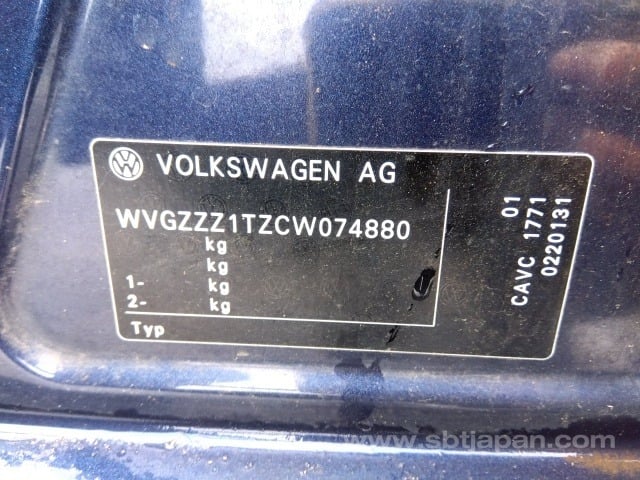 VOLKSWAGEN AG
WVGZZZ1TZCW074880
kg
kg
1- kg
2- kg
Typ
01
CAVC 1771
0220131
www.sbtjapan.com